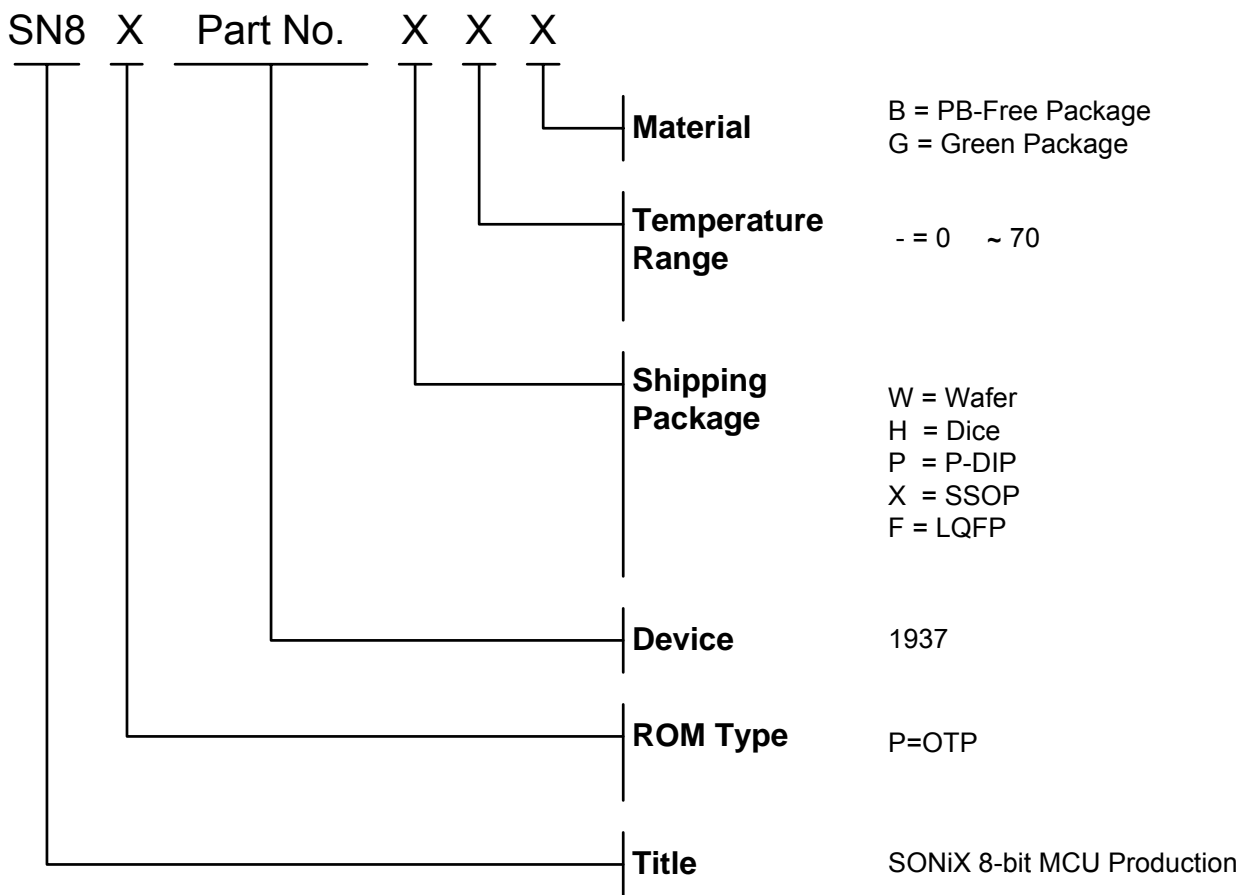 SN8 X Part No. X X X
Material
B = PB-Free Package
G = Green Package
Temperature
Range
- = 0 ~ 70
Shipping
Package
W = Wafer
H = Dice
P = P-DIP
X = SSOP
F = LQFP
Device
1937
ROM Type
P=OTP
Title
SONiX 8-bit MCU Production